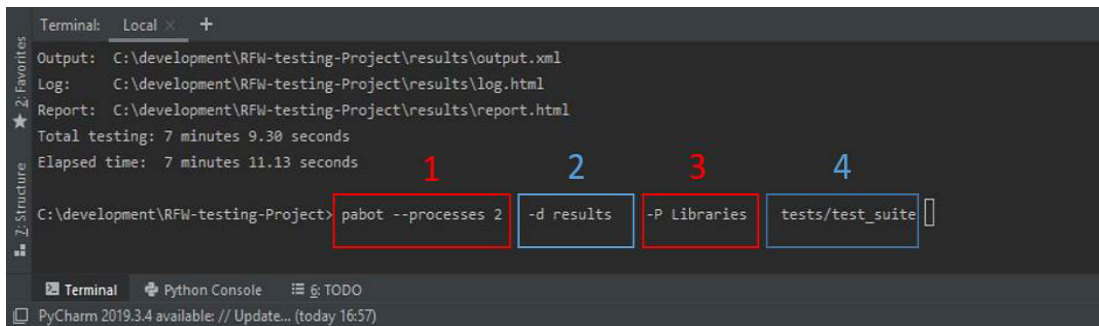 Terminal: Local × +
Output: C:\development\RFW-testing-Project\results\output.xml
Log: C:\development\RFW-testing-Project\results\log.html
Report: C:\development\RFW-testing-Project\results\report.html
Total testing: 7 minutes 9.30 seconds
Elapsed time: 7 minutes 11.13 seconds
1 2 3 4
C:\development\RFW-testing-Project> pabot --processes 2 -d results -P Libraries tests/test_suite
2: Favorites
7: Structure
Terminal Python Console 6: TODO
PyCharm 2019.3.4 available: // Update... (today 16:57)